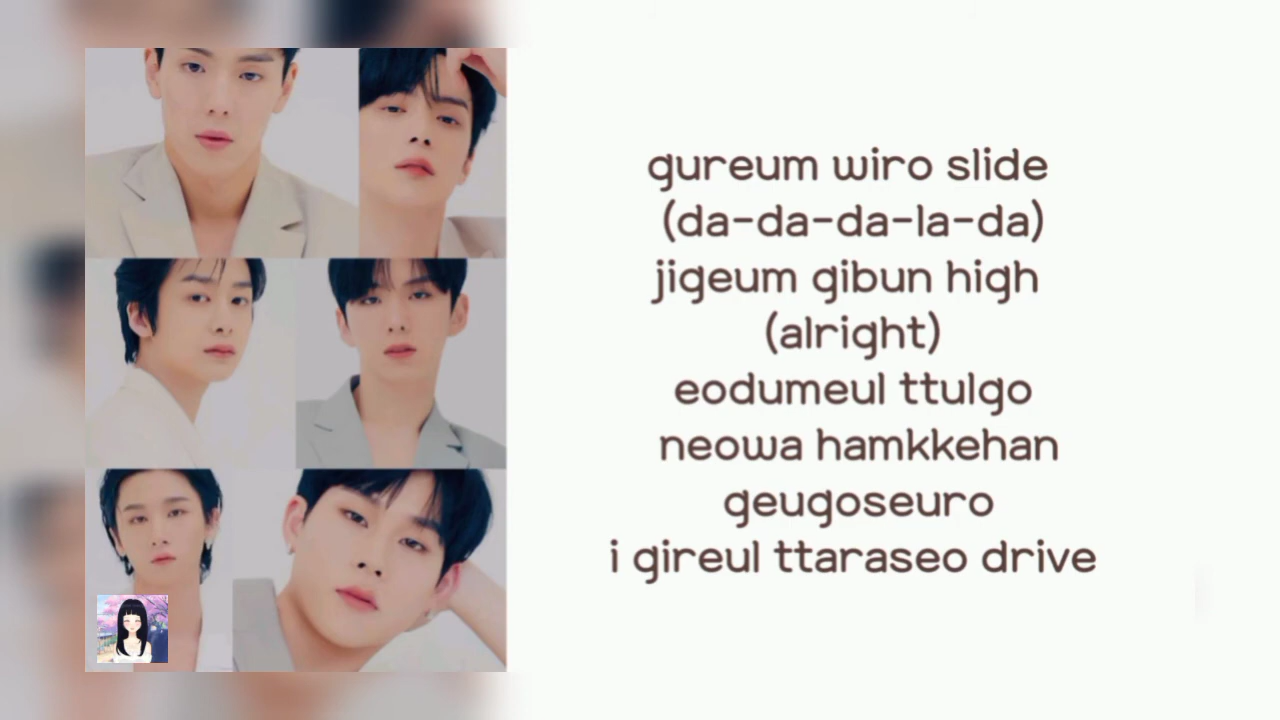 gureum wiro slide
(da-da-da-la-da)
jigeum gibun high
(alright)
eodumeul ttulgo
neowa hamkkehan
geugoseuro
i gireul ttaraseo drive